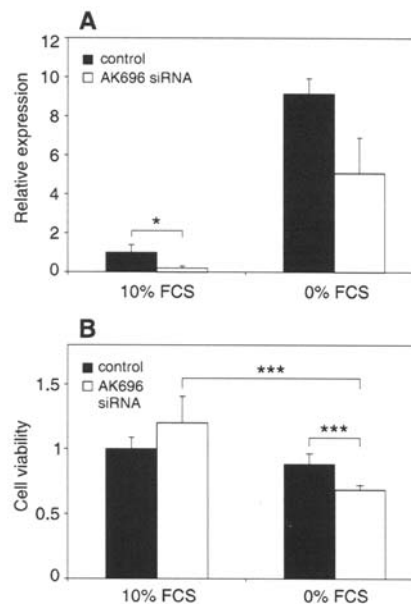 A
12
10
8
6
4
2
0
Relative expression
control
AK696 siRNA
*
10% FCS
0% FCS
B
1.5
1
0.5
0
Cell viability
control
AK696
siRNA
***
***
10% FCS
0% FCS